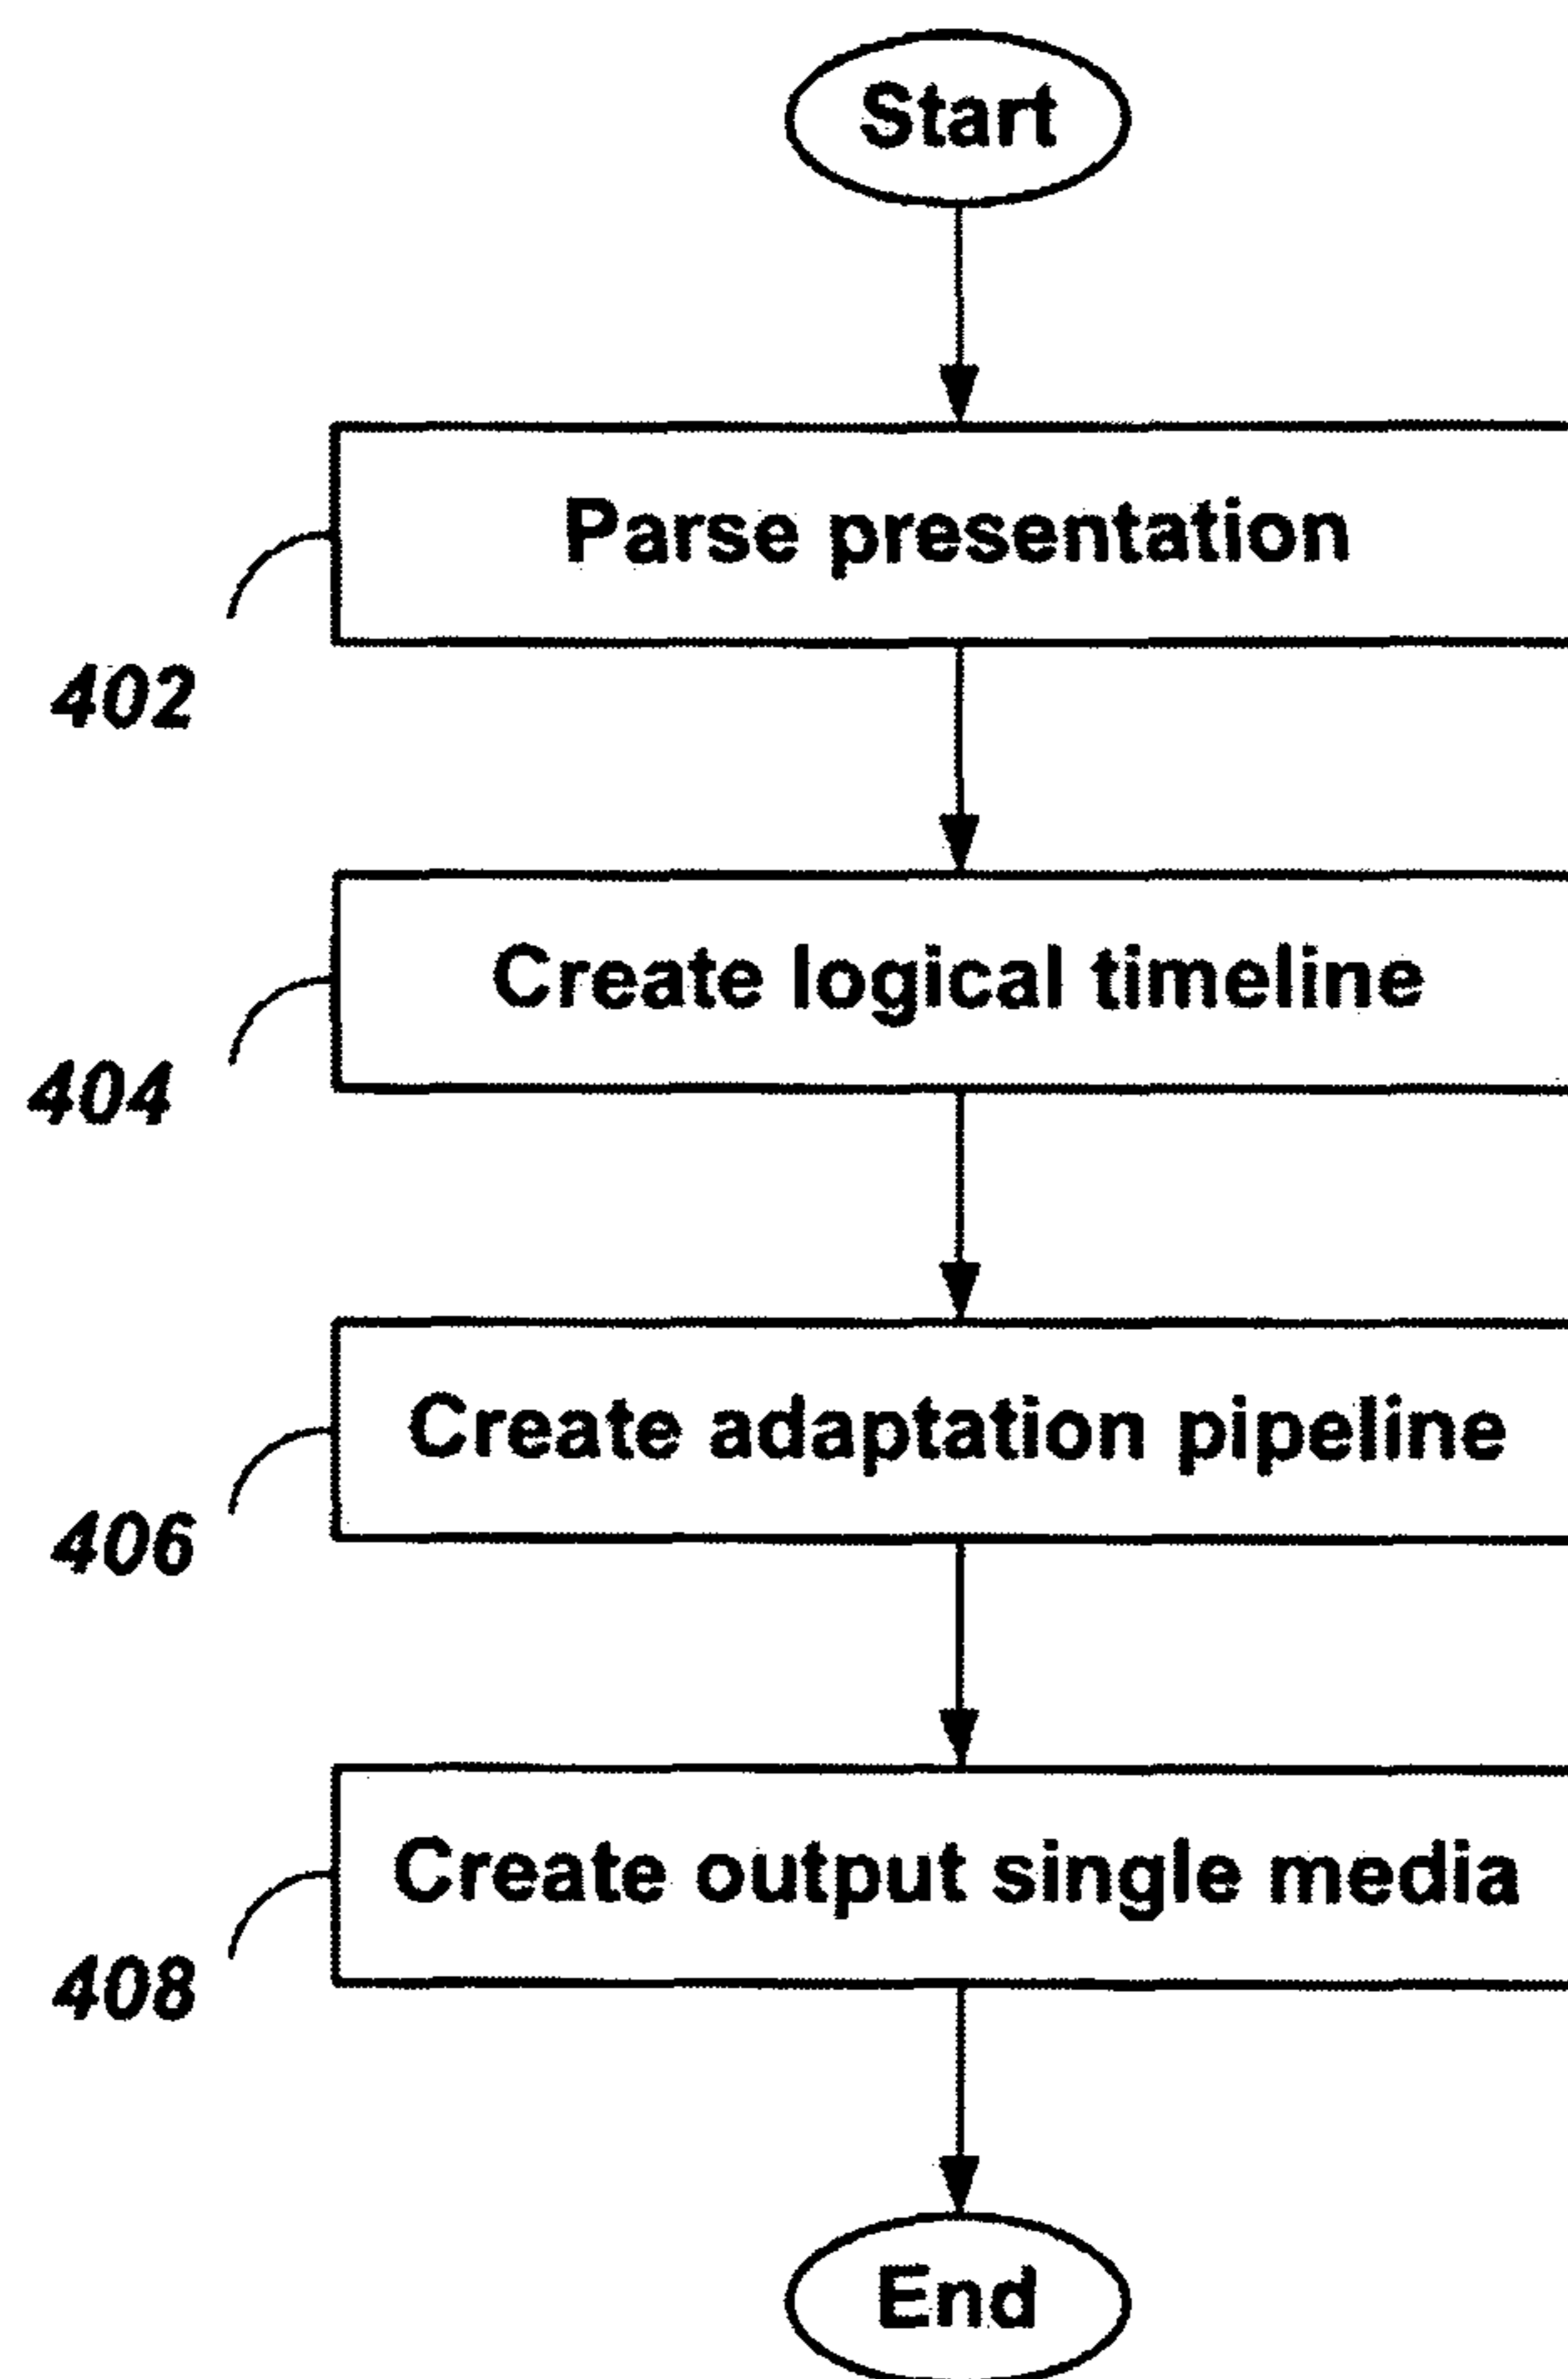 Start
Parse presentation
402
Create logical timeline
404
Create adaptation pipeline
406
Create output single media
408
End